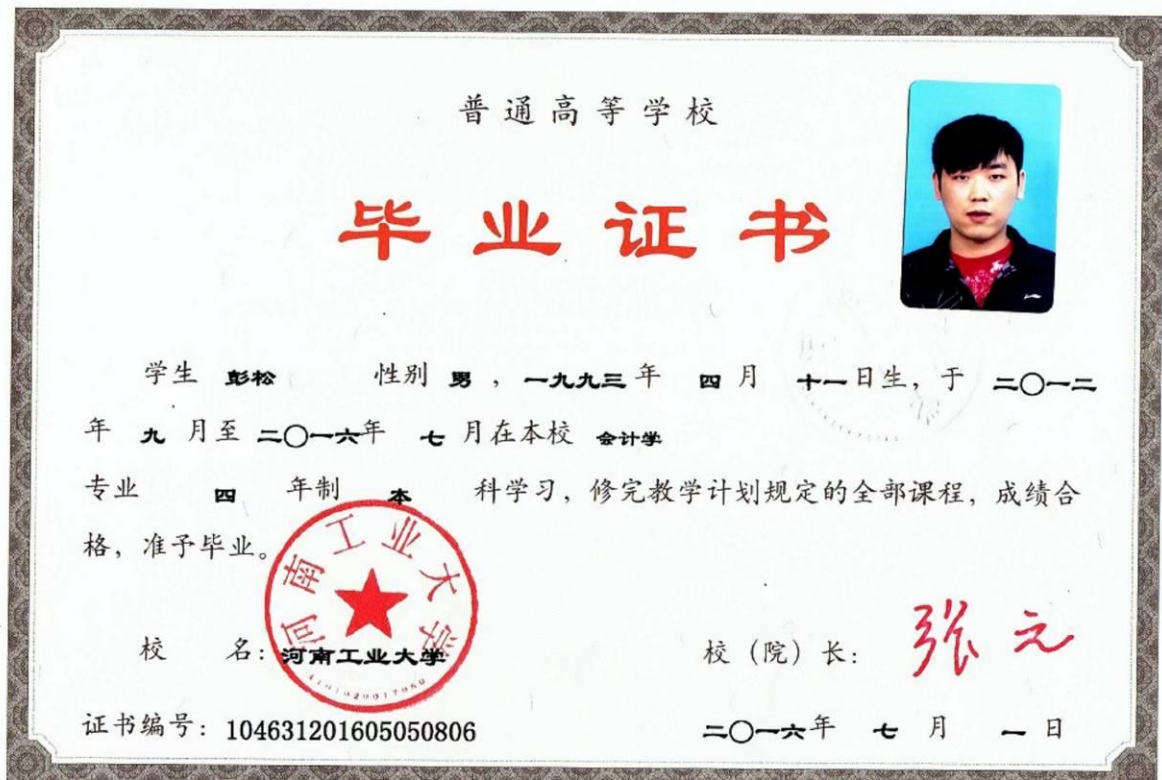 普通高等学校
毕业证书
学生 彭松 性别 男 ，一九九三 年 四 月 十一日生，于 二〇一二
年 九 月至 二〇一六年 七 月在本校 会计学
专业 四 年制 本 科学习，修完教学计划规定的全部课程，成绩合
格，准予毕业。
河南工业大学
校 名：河南工业大学
4101020017050
校（院）长：张元
证书编号：104631201605050806
二〇一六年 七 月 一 日